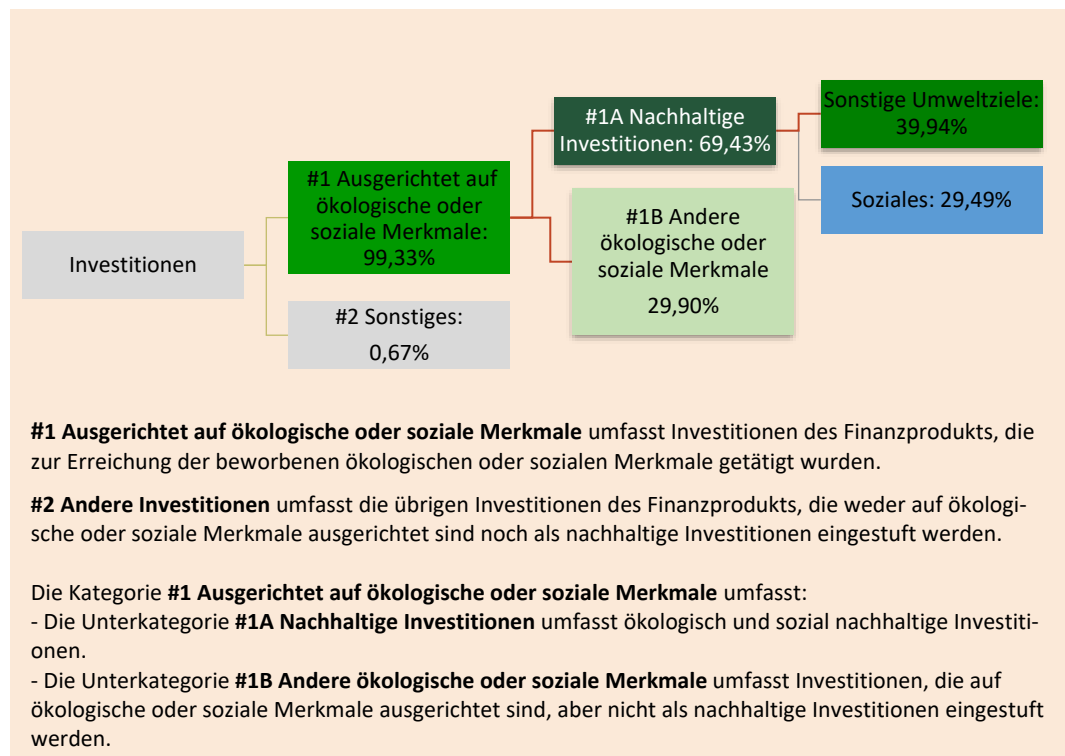 Investitionen
#1 Ausgerichtet auf
ökologische oder
soziale Merkmale:
99,33%
#2 Sonstiges:
0,67%
#1A Nachhaltige
Investitionen: 69,43%
#1B Andere
ökologische oder
soziale Merkmale
29,90%
Sonstige Umweltziele:
39,94%
Soziales: 29,49%
#1 Ausgerichtet auf ökologische oder soziale Merkmale umfasst Investitionen des Finanzprodukts, die
zur Erreichung der beworbenen ökologischen oder sozialen Merkmale getätigt wurden.
#2 Andere Investitionen umfasst die übrigen Investitionen des Finanzprodukts, die weder auf ökologi-
sche oder soziale Merkmale ausgerichtet sind noch als nachhaltige Investitionen eingestuft werden.
Die Kategorie #1 Ausgerichtet auf ökologische oder soziale Merkmale umfasst:
- Die Unterkategorie #1A Nachhaltige Investitionen umfasst ökologisch und sozial nachhaltige Investiti-
onen.
- Die Unterkategorie #1B Andere ökologische oder soziale Merkmale umfasst Investitionen, die auf
ökologische oder soziale Merkmale ausgerichtet sind, aber nicht als nachhaltige Investitionen eingestuft
werden.